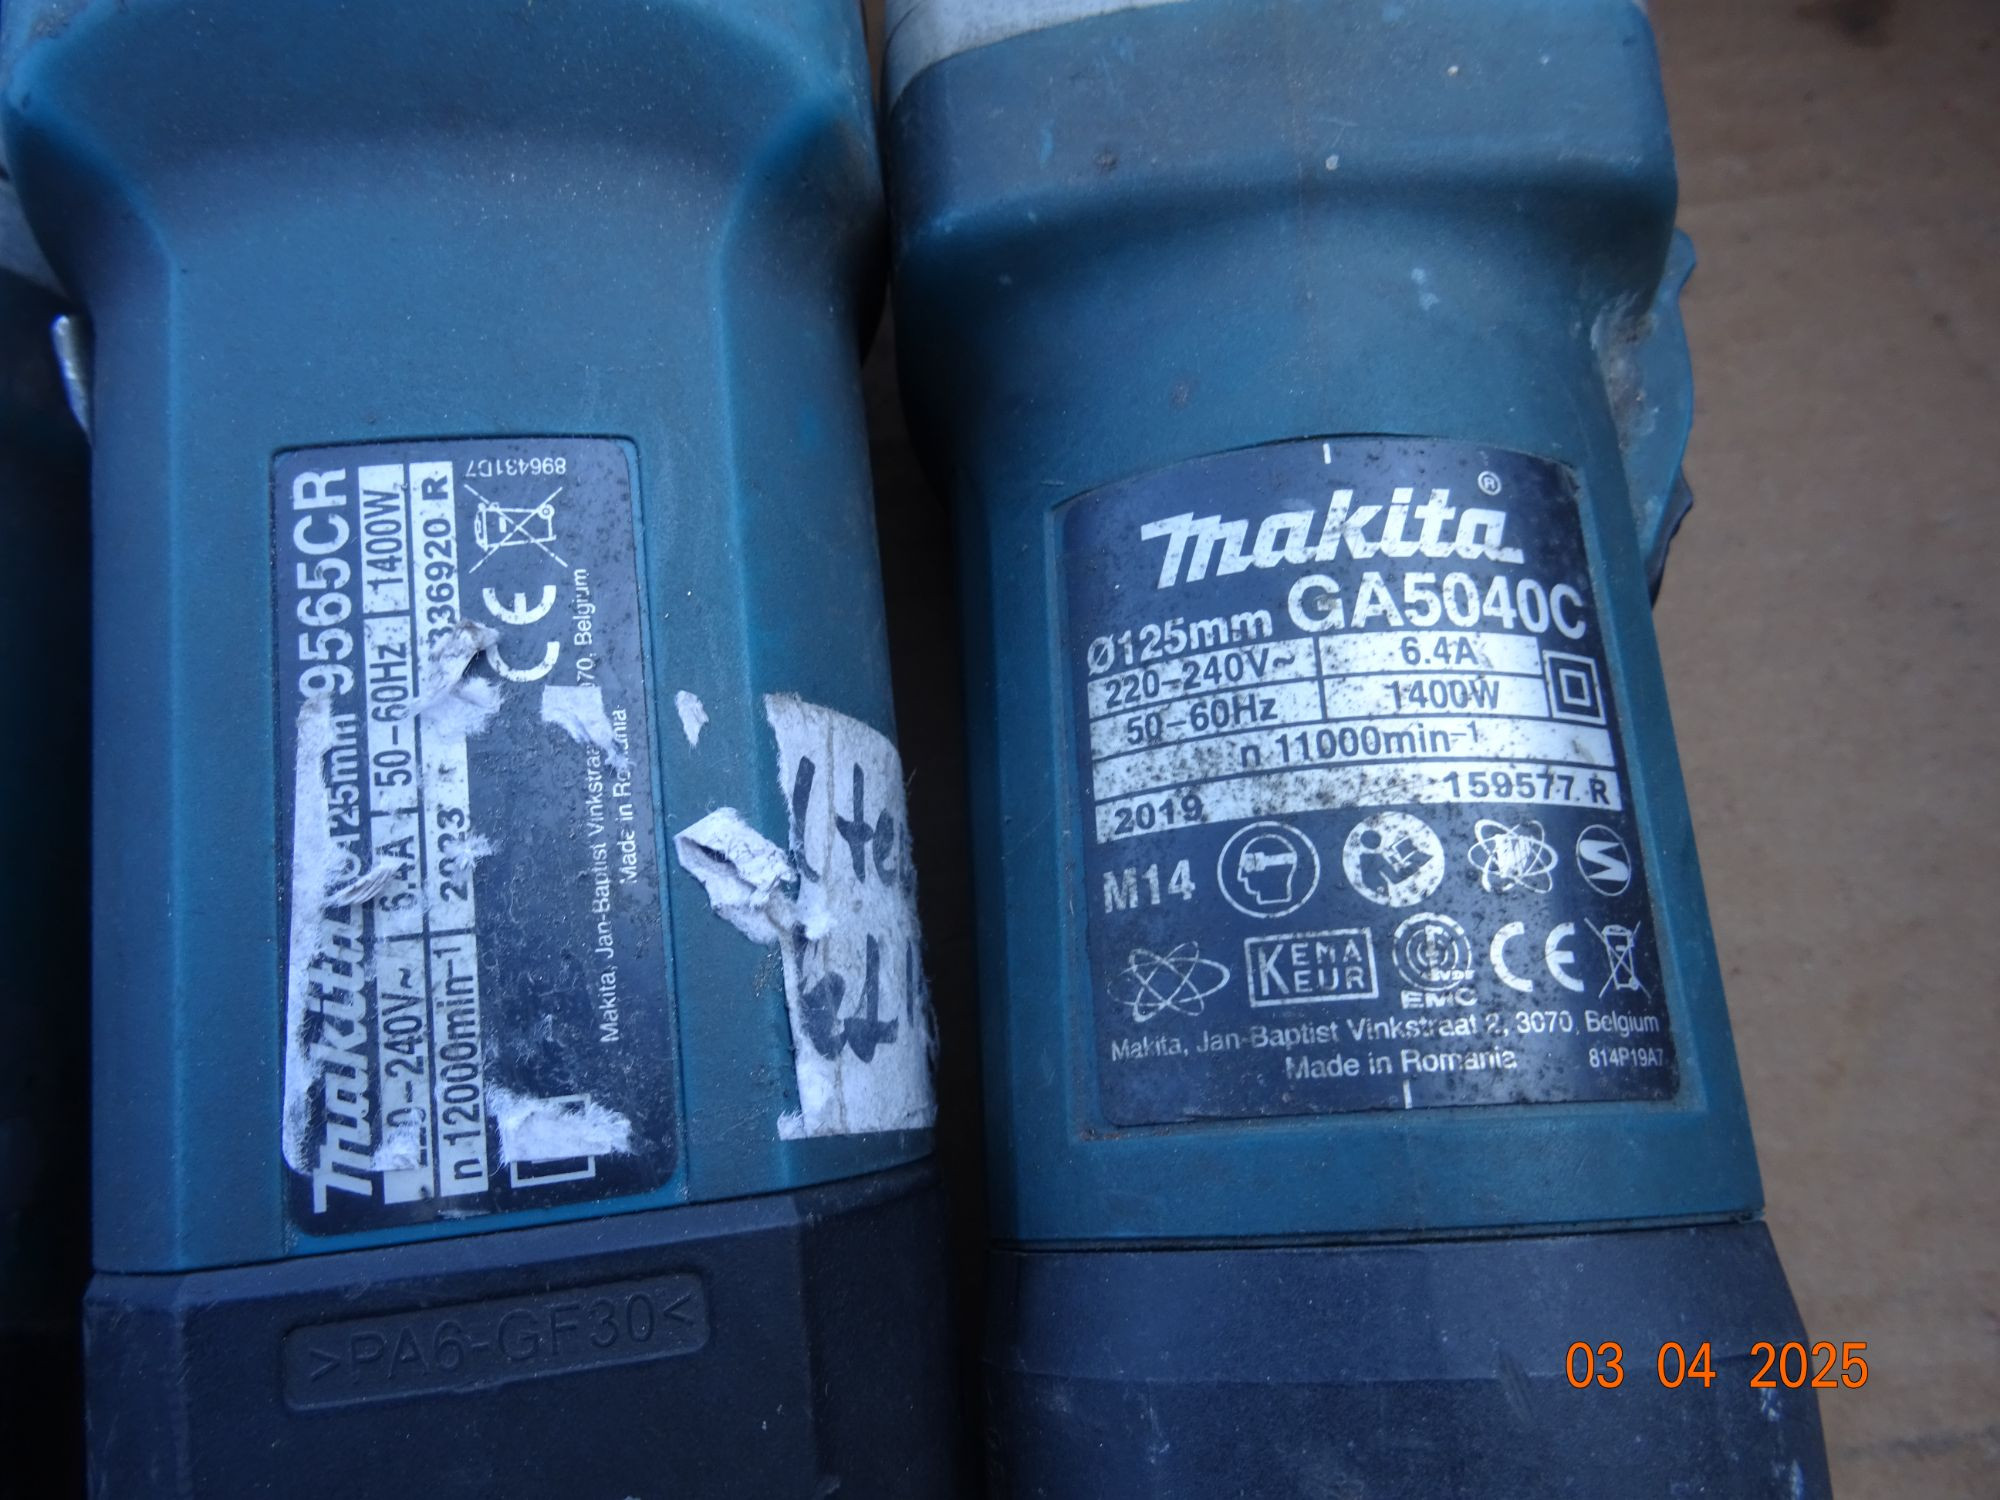 makita 125mm 9565CR
220-240V~ 6.4A 50-60Hz 1400W
n 12000min-1 2023 336920 R
896431D7
CE
Makita, Jan-Baptist Vinkstraat 3070, Belgium
Made in Romania
>PA6-GF30<
makita®
Ø125mm GA5040C
220-240V~ 6.4A
50-60Hz 1400W
n 11000min-1
2019 159577 R
M14
KEMA
KEUR
VDE
EMC
CE
Makita, Jan-Baptist Vinkstraat 2, 3070, Belgium
Made in Romania 814P19A7
03 04 2025